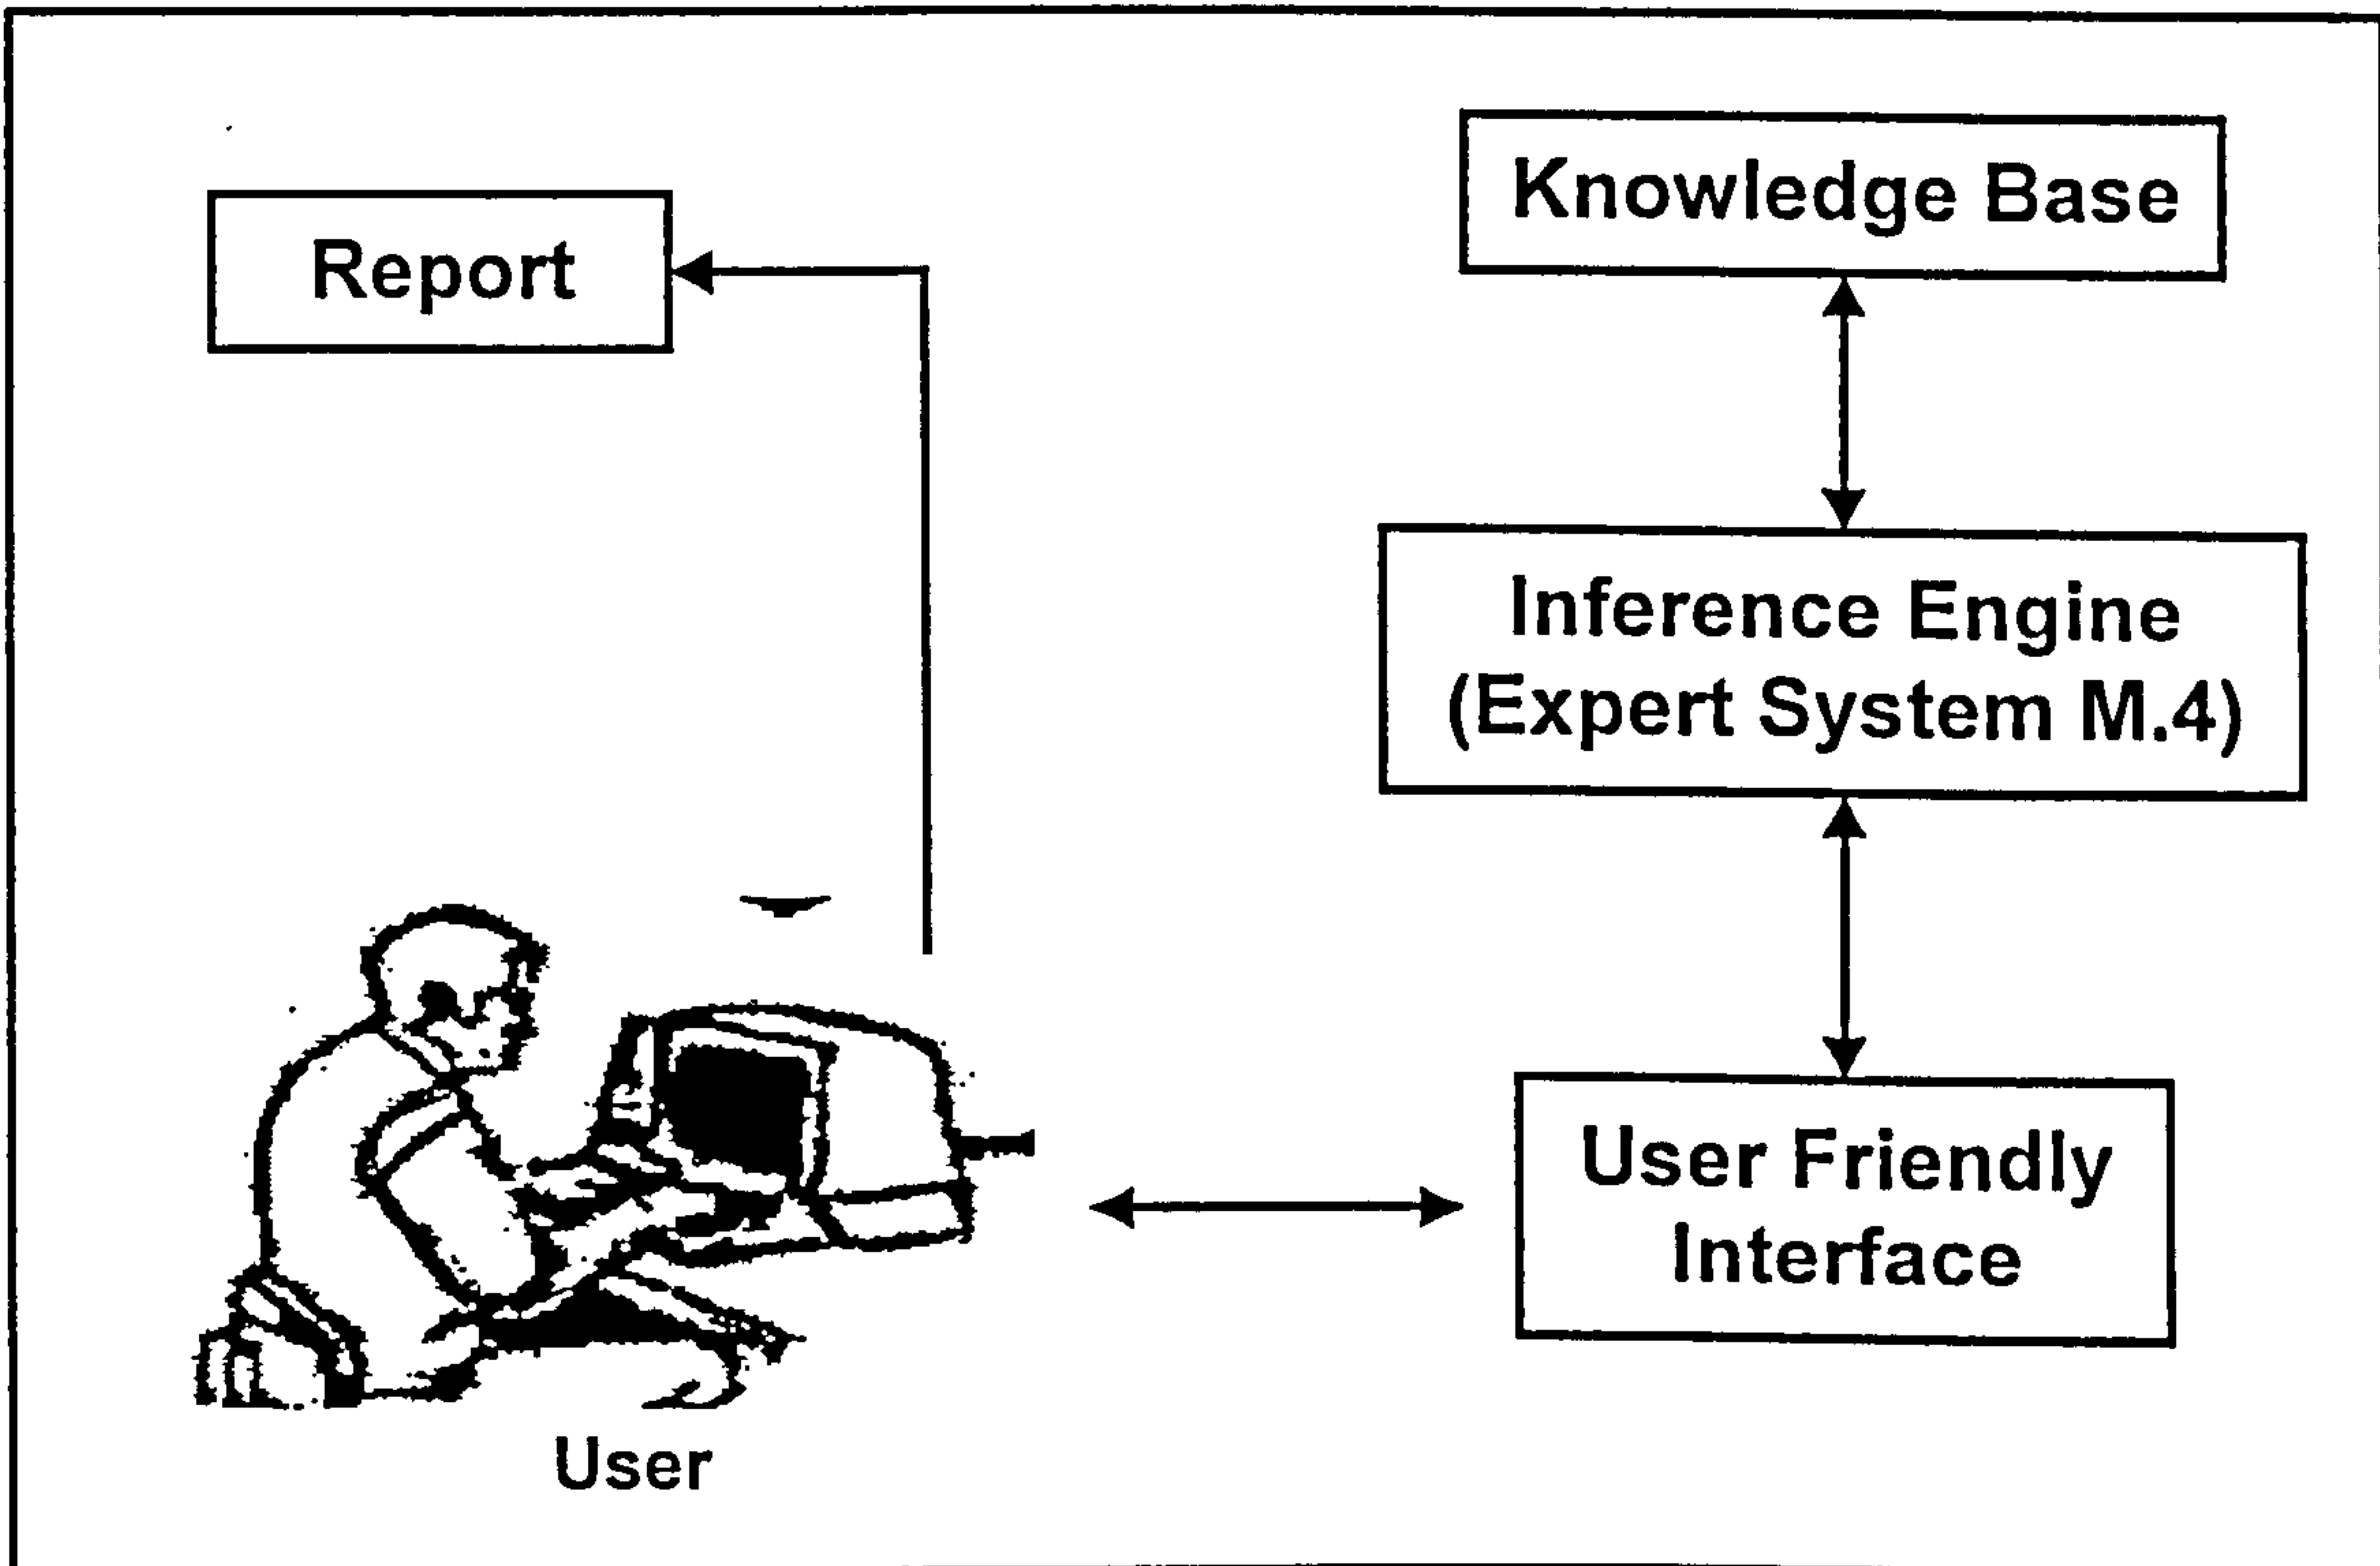 Report
Knowledge Base
Inference Engine
(Expert System M.4)
User Friendly
Interface
User